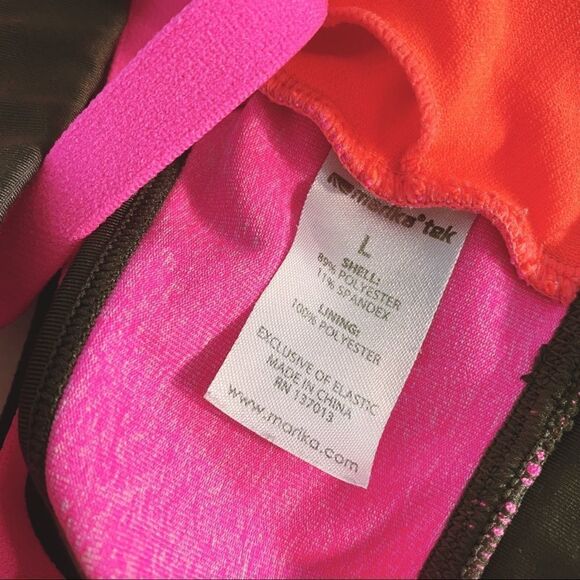 marika® tek
L
SHELL:
89% POLYESTER
11% SPANDEX
LINING:
100% POLYESTER
EXCLUSIVE OF ELASTIC
MADE IN CHINA
RN 137013
www.marika.com